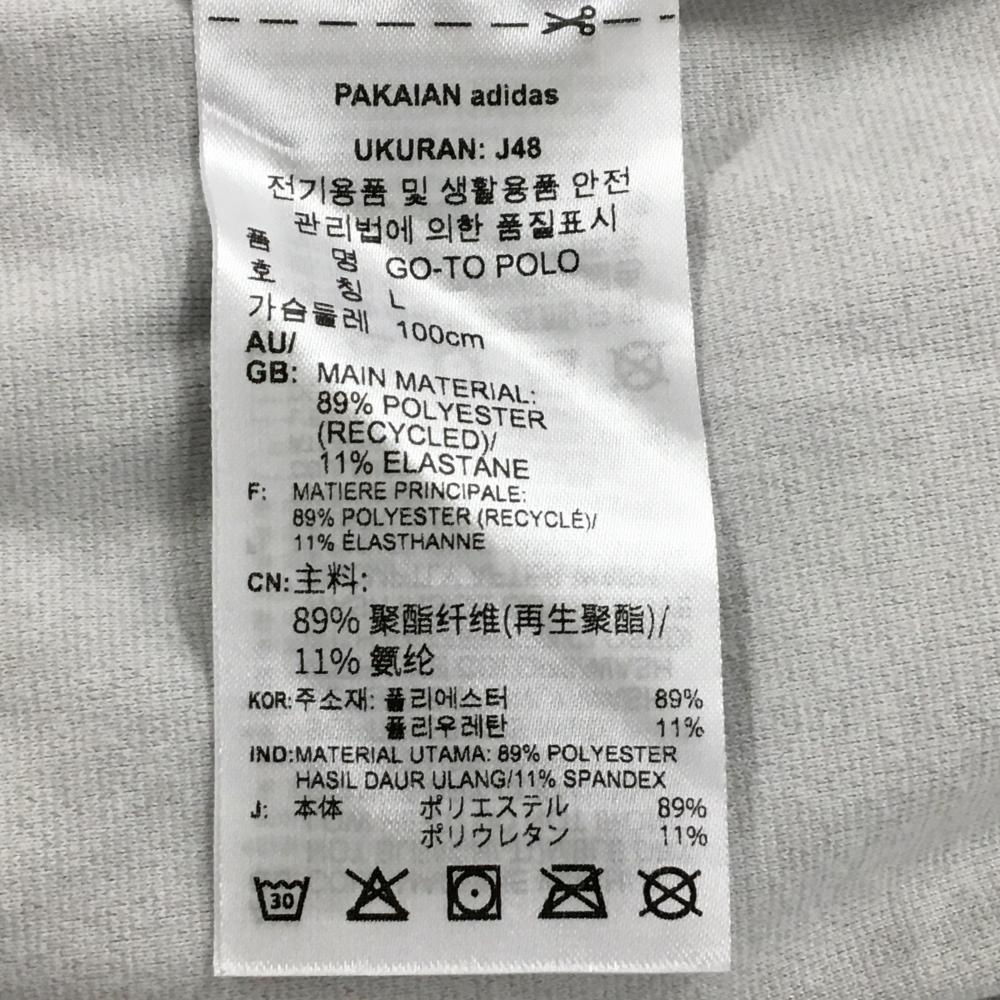 PAKAIAN adidas
UKURAN: J48
전기용품 및 생활용품 안전
관리법에 의한 품질표시
품 명 GO-TO POLO
호 칭 L
가슴둘레 100cm
AU/
GB: MAIN MATERIAL:
89% POLYESTER
(RECYCLED)/
11% ELASTANE
F: MATIERE PRINCIPALE:
89% POLYESTER (RECYCLÉ)/
11% ÉLASTHANNE
CN: 主料:
89% 聚酯纤维(再生聚酯)/
11% 氨纶
KOR: 주소재: 폴리에스터 89%
폴리우레탄 11%
IND: MATERIAL UTAMA: 89% POLYESTER
HASIL DAUR ULANG/11% SPANDEX
J: 本体 ポリエステル 89%
ポリウレタン 11%
30